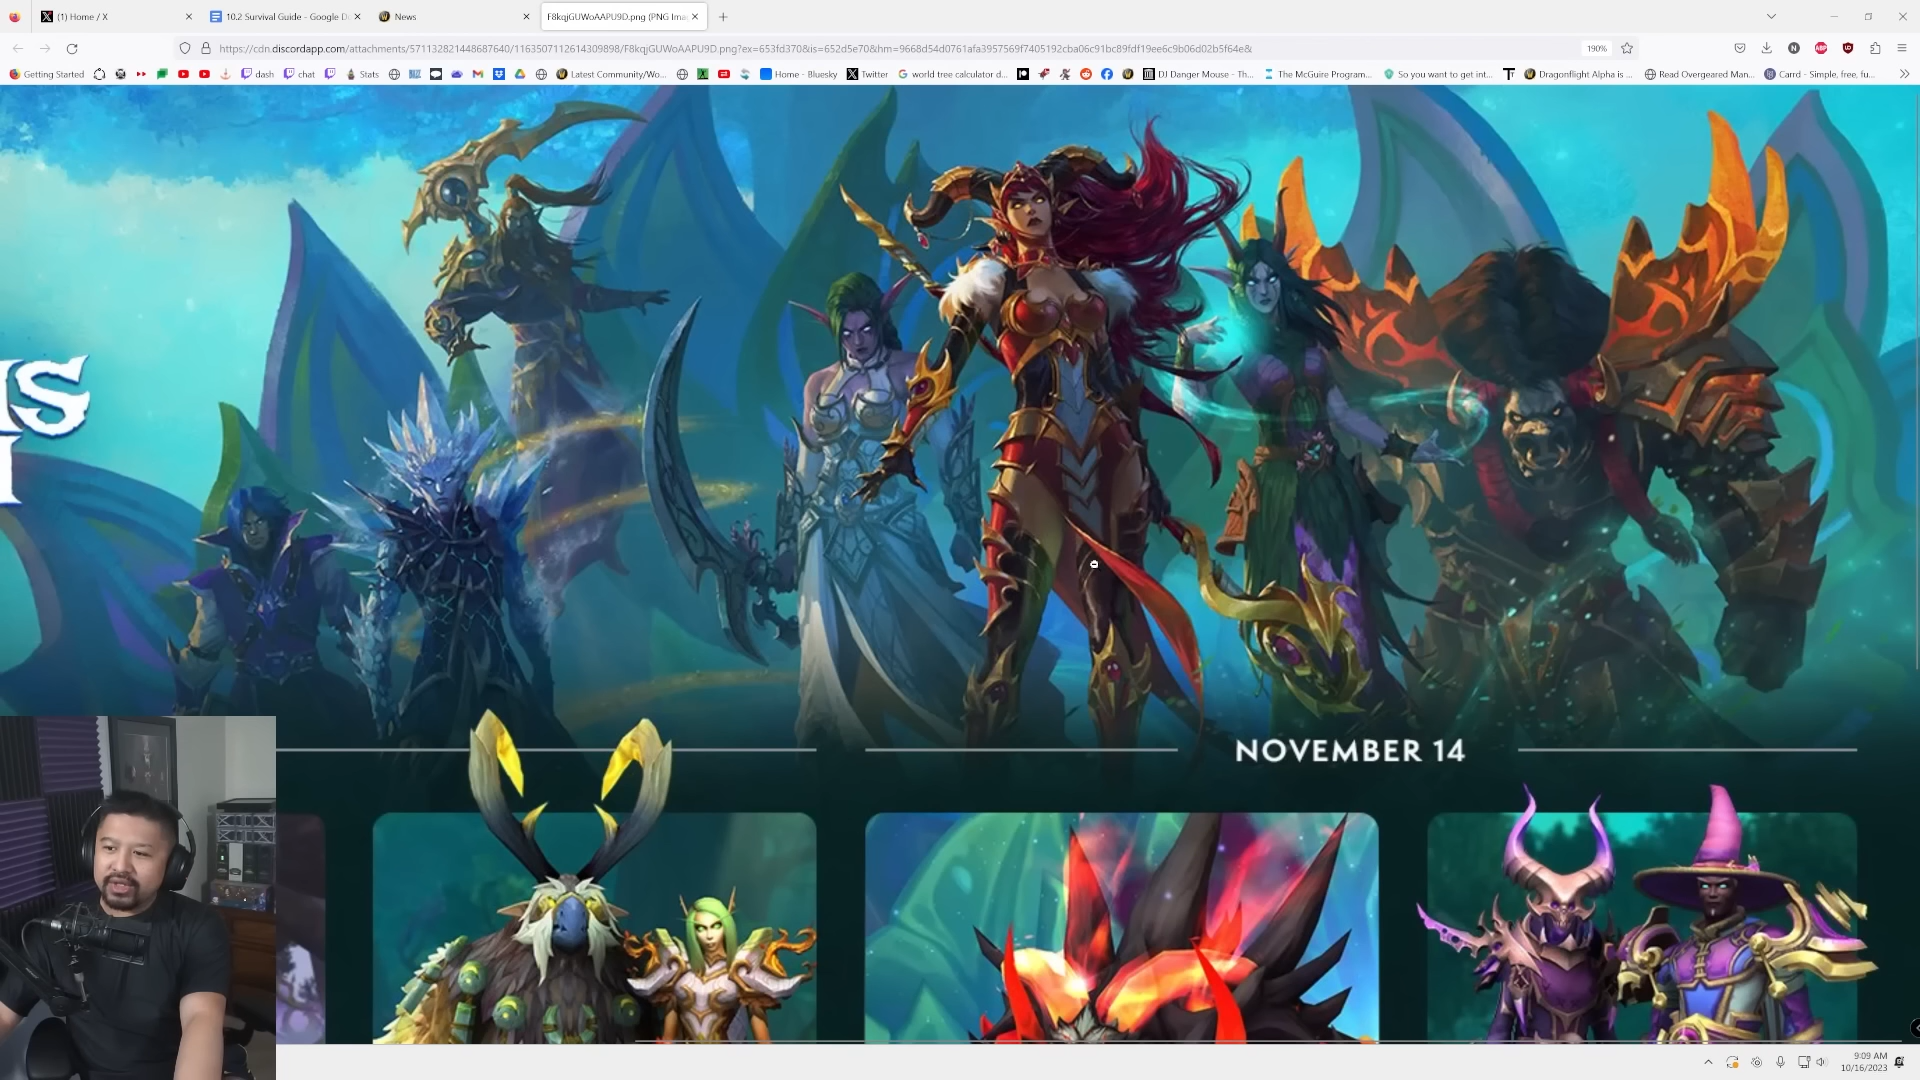 (1) Home / X
10.2 Survival Guide - Google D
News
F8kqjGUWoAAPU9D.png (PNG Ima
https://cdn.discordapp.com/attachments/571132821448687640/1163507112614309898/F8kqjGUWoAAPU9D.png?ex=653fd370&is=652d5e70&hm=9668d54d0761afa3957569f7405192cba06c91bc89fdf19ee6c9b06d02b5f64e&
190%
Getting Started
dash
chat
Stats
Latest Community/Wo...
Home - Bluesky
Twitter
world tree calculator d...
DJ Danger Mouse - Th...
The McGuire Program...
So you want to get int...
Dragonflight Alpha is ...
Read Overgeared Man...
Carrd - Simple, free, fu...
NOVEMBER 14
9:09 AM
10/16/2023